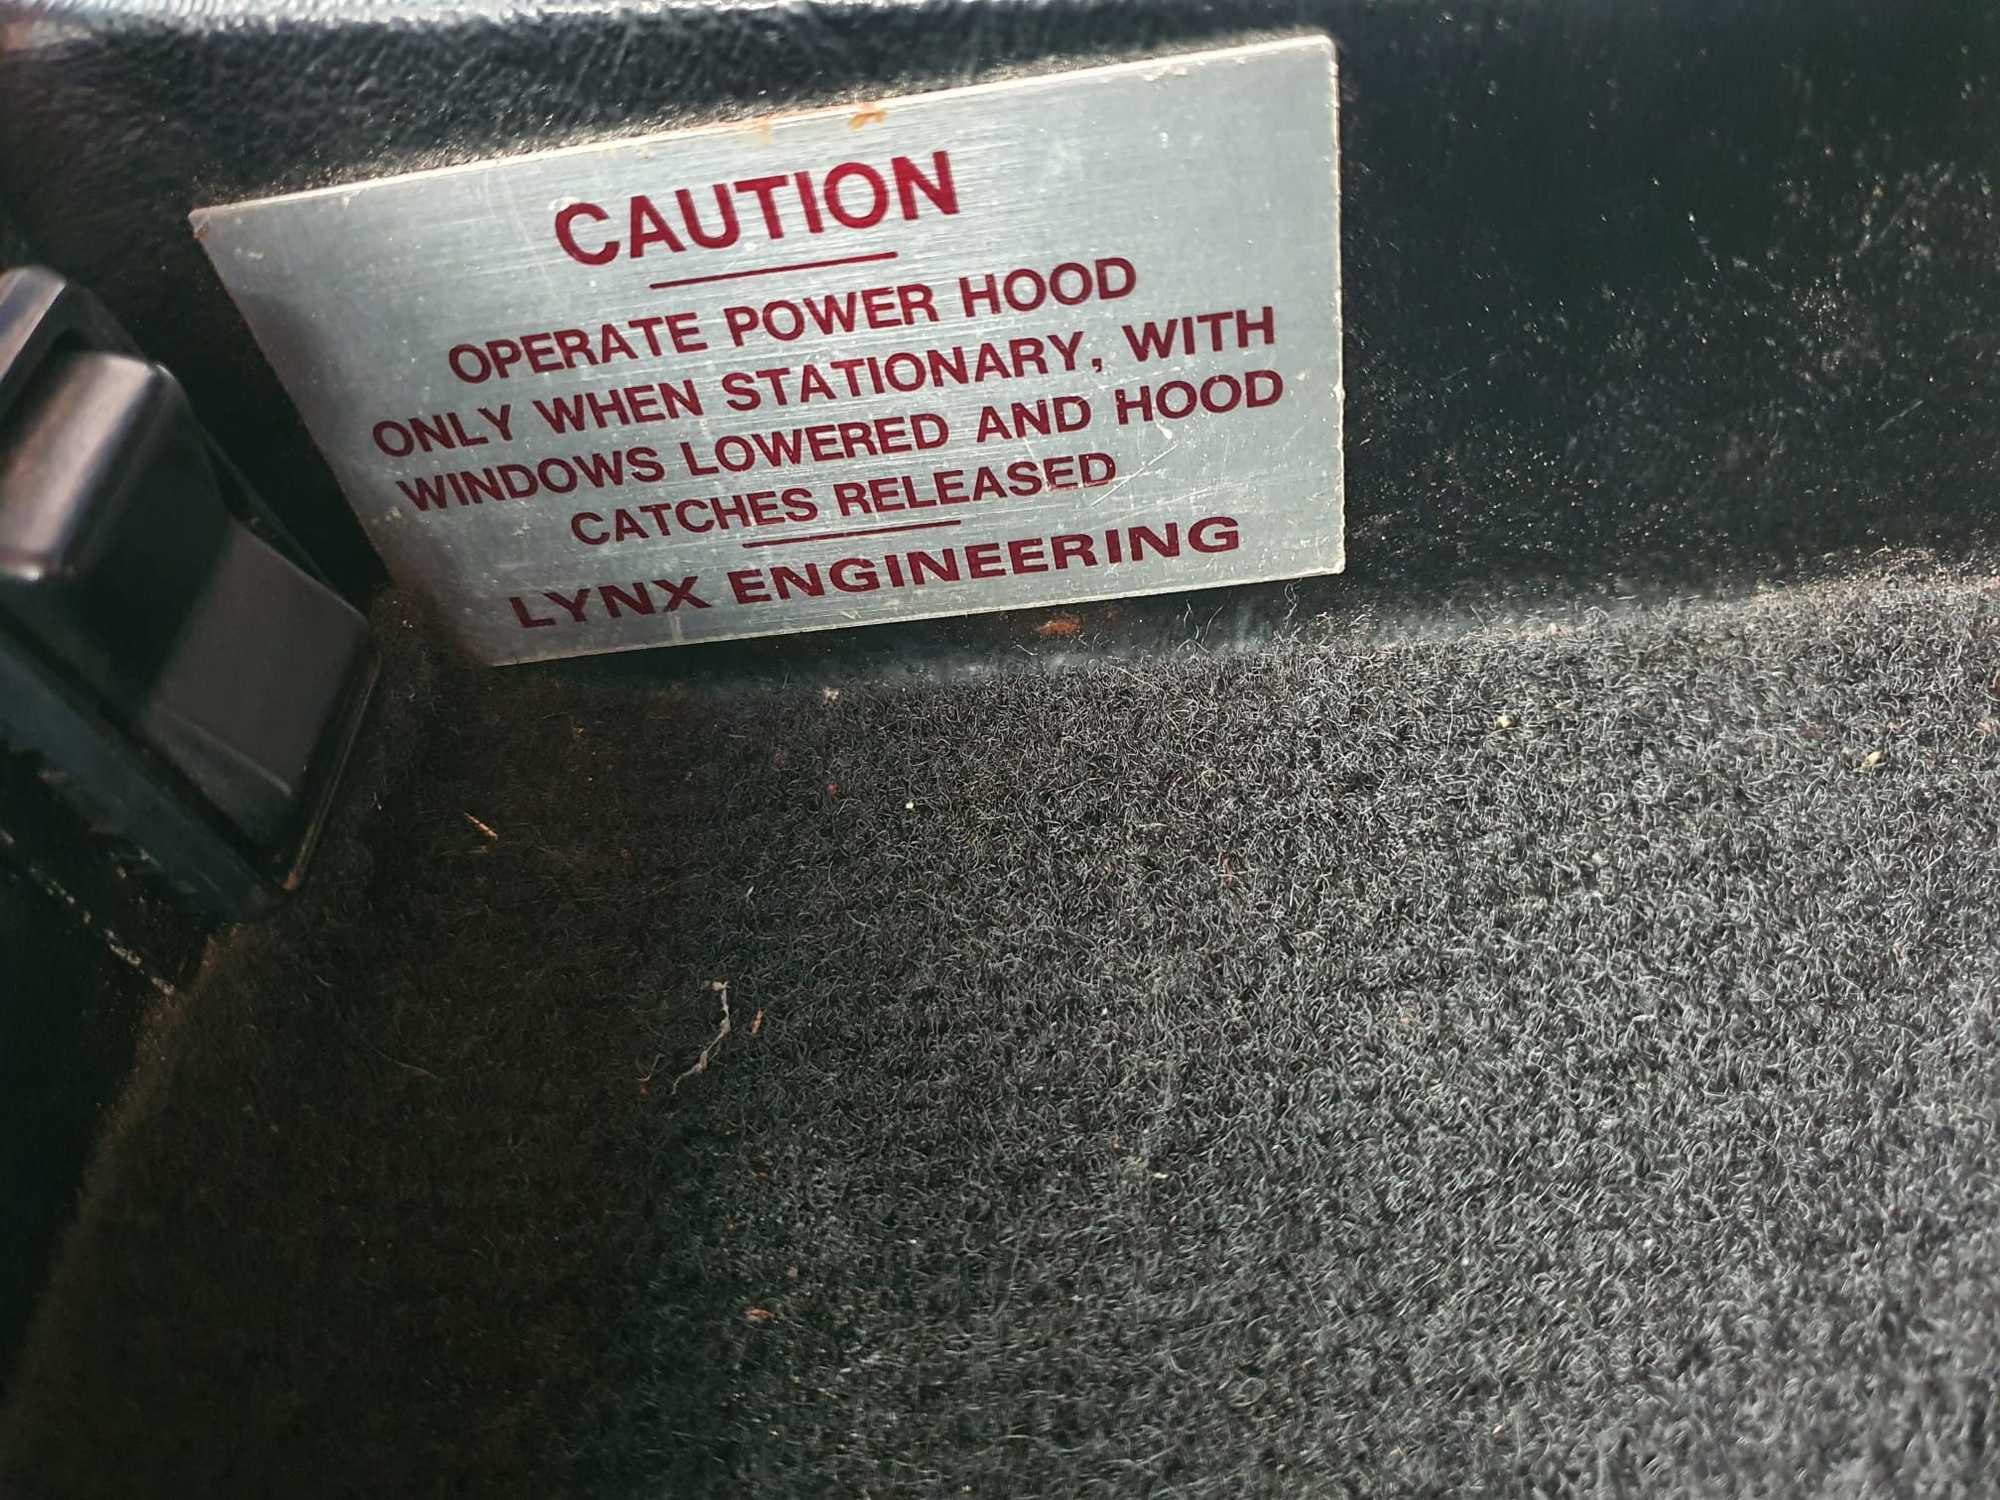 CAUTION
OPERATE POWER HOOD
ONLY WHEN STATIONARY, WITH
WINDOWS LOWERED AND HOOD
CATCHES RELEASED
LYNX ENGINEERING